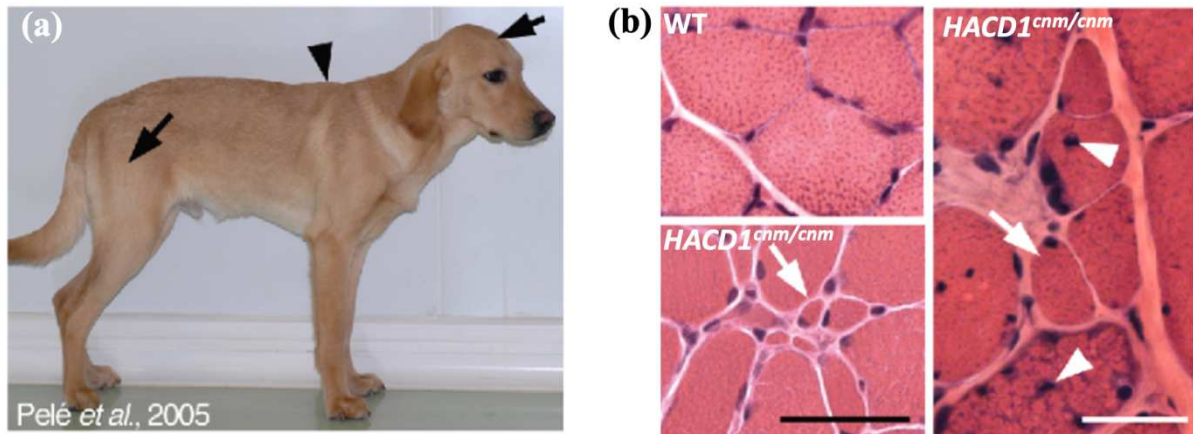 (a)
Pelé et al., 2005
(b)
WT
HACD1cnm/cnm
HACD1cnm/cnm